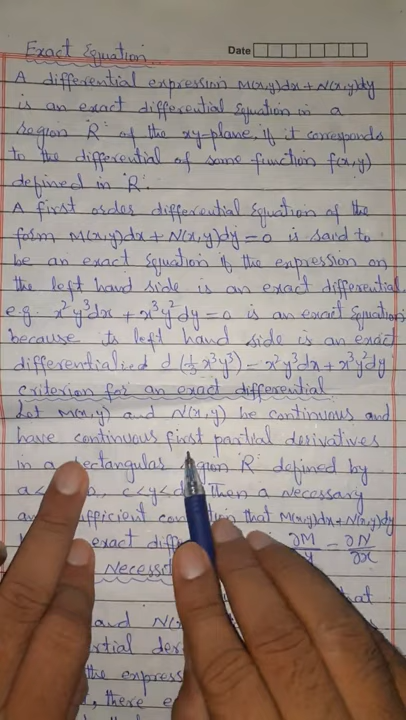 Exact Equation...
Date
A differential expression M(x,y)dx + N(x,y)dy
is an exact differential Equation in a
region R of the xy-plane, if it corresponds
to the differential of some function f(x,y)
defined in R.
A first order differential Equation of the
form M(x,y)dx + N(x,y)dy = 0 is said to
be an exact Equation if the expression on
the left hand side is an exact differential.
e.g. x²y³dx + x³y²dy = 0 is an exact Equation;
because its left hand side is an exact
differential: d(⅓x³y³) = x²y³dx + x³y²dy
Criterion for an exact differential
Let M(x,y) and N(x,y) be continuous and
have continuous first partial derivatives
in a rectangular region R defined by
c<y<d. Then a Necessary
that M(x,y)dx + N(x,y)dy
exact ∂M = ∂N
Necess ∂x
that
and
the express
there